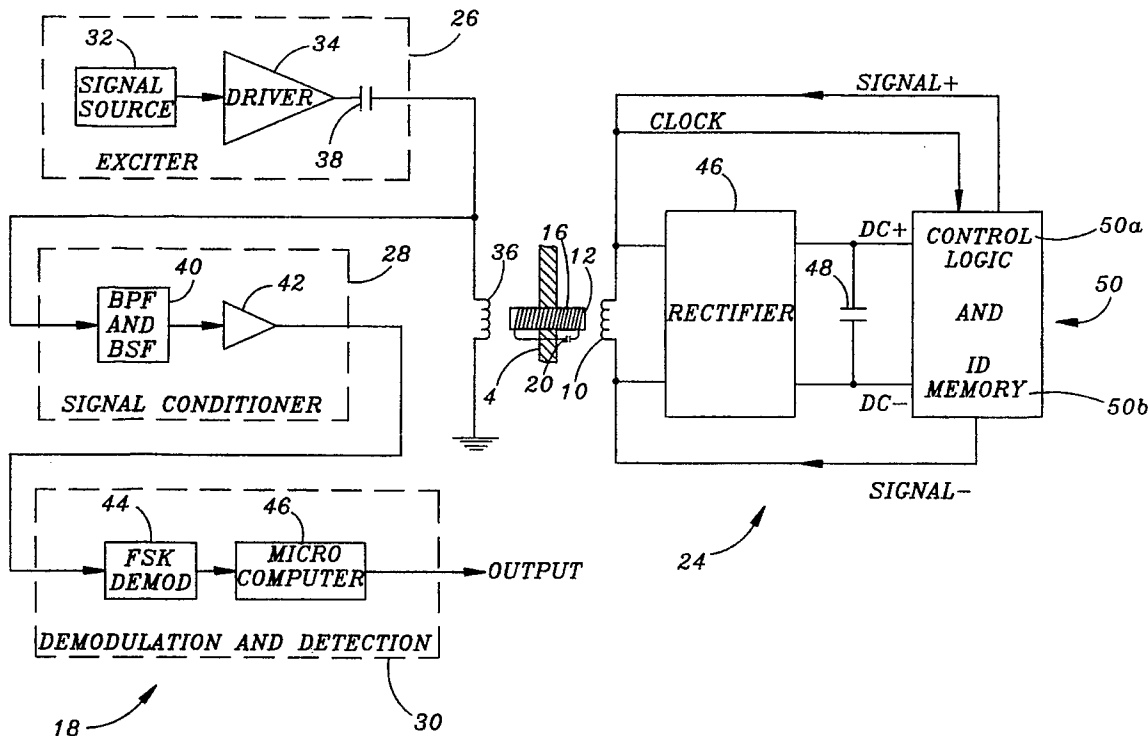 26
32
34
SIGNAL
SOURCE
DRIVER
38
EXCITER
SIGNAL+
CLOCK
46
DC+
CONTROL
LOGIC
50a
AND
50
ID
MEMORY
50b
48
RECTIFIER
DC-
SIGNAL-
36
16
12
4
20
10
28
40
42
BPF
AND
BSF
SIGNAL CONDITIONER
44
46
FSK
DEMOD
MICRO
COMPUTER
OUTPUT
24
DEMODULATION AND DETECTION
18
30